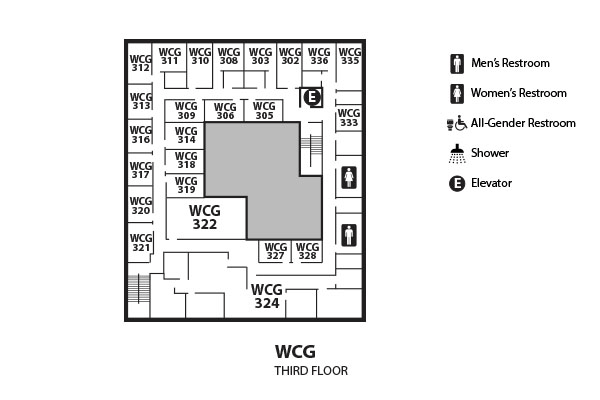 WCG
312
WCG
311
WCG
310
WCG
308
WCG
303
WCG
302
WCG
336
WCG
335
WCG
313
E
WCG
309
WCG
306
WCG
305
WCG
333
WCG
316
WCG
314
WCG
318
WCG
317
WCG
319
WCG
320
WCG
322
WCG
321
WCG
327
WCG
328
WCG
324
Men's Restroom
Women's Restroom
All-Gender Restroom
Shower
E Elevator
WCG
THIRD FLOOR